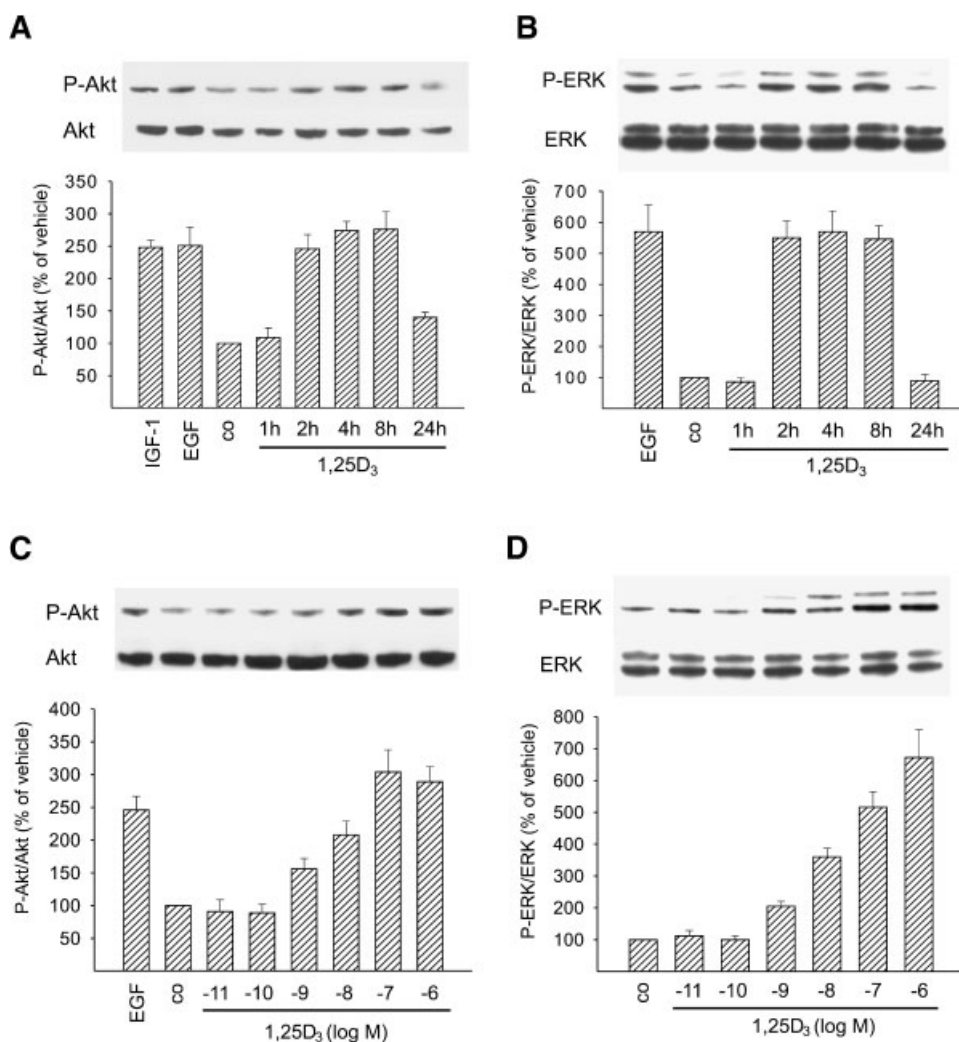 A
P-Akt
Akt
P-Akt/Akt (% of vehicle)
350
300
250
200
150
100
50
IGF-1
EGF
co
1h 2h 4h 8h 24h
1,25D₃
B
P-ERK
ERK
P-ERK/ERK (% of vehicle)
700
600
500
400
300
200
100
EGF
co
1h 2h 4h 8h 24h
1,25D₃
C
P-Akt
Akt
P-Akt/Akt (% of vehicle)
400
350
300
250
200
150
100
50
EGF
co
-11 -10 -9 -8 -7 -6
1,25D₃ (log M)
D
P-ERK
ERK
P-ERK/ERK (% of vehicle)
800
700
600
500
400
300
200
100
co
-11 -10 -9 -8 -7 -6
1,25D₃ (log M)